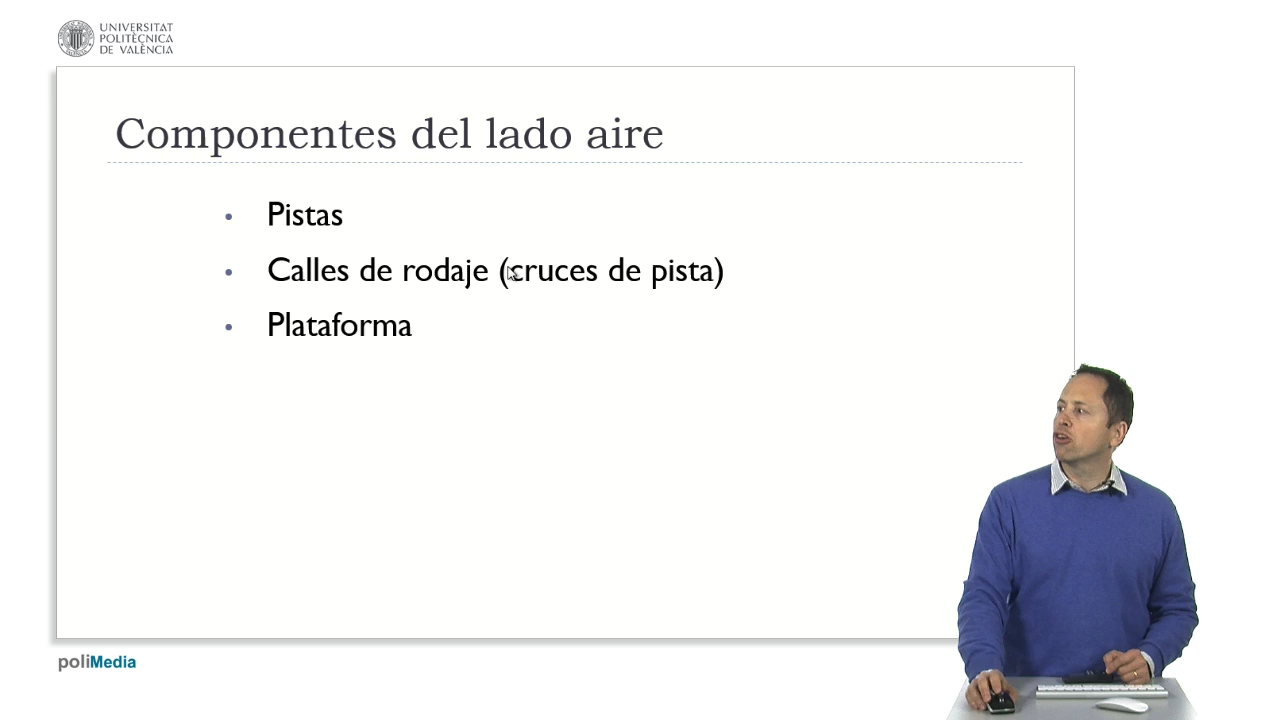 UNIVERSITAT
POLITÈCNICA
DE VALÈNCIA
Componentes del lado aire
• Pistas
• Calles de rodaje (cruces de pista)
• Plataforma
poliMedia